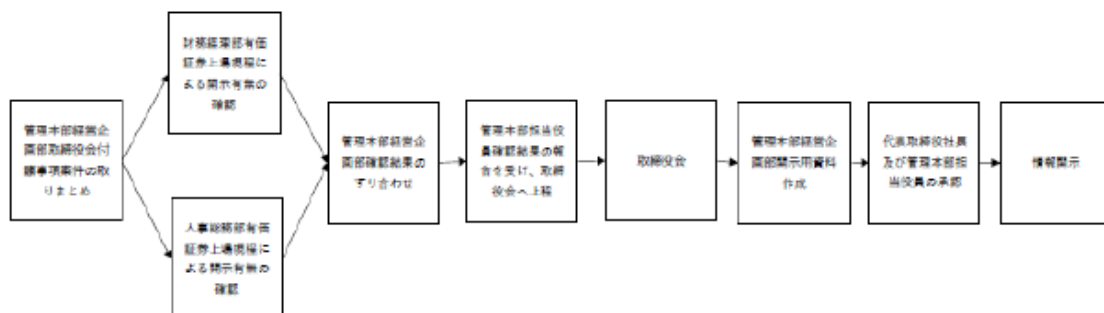 管理本部経営企
画部取締役会付
議事項案件の取
りまとめ
財務経理部有価
証券上場規程に
よる開示有無の
確認
人事総務部有価
証券上場規程に
よる開示有無の
確認
管理本部経営企
画部確認結果の
すり合わせ
管理本部担当役
員確認結果の報
告を受け、取締
役会へ上程
取締役会
管理本部経営企
画部開示用資料
作成
代表取締役社長
及び管理本部担
当役員の承認
情報開示